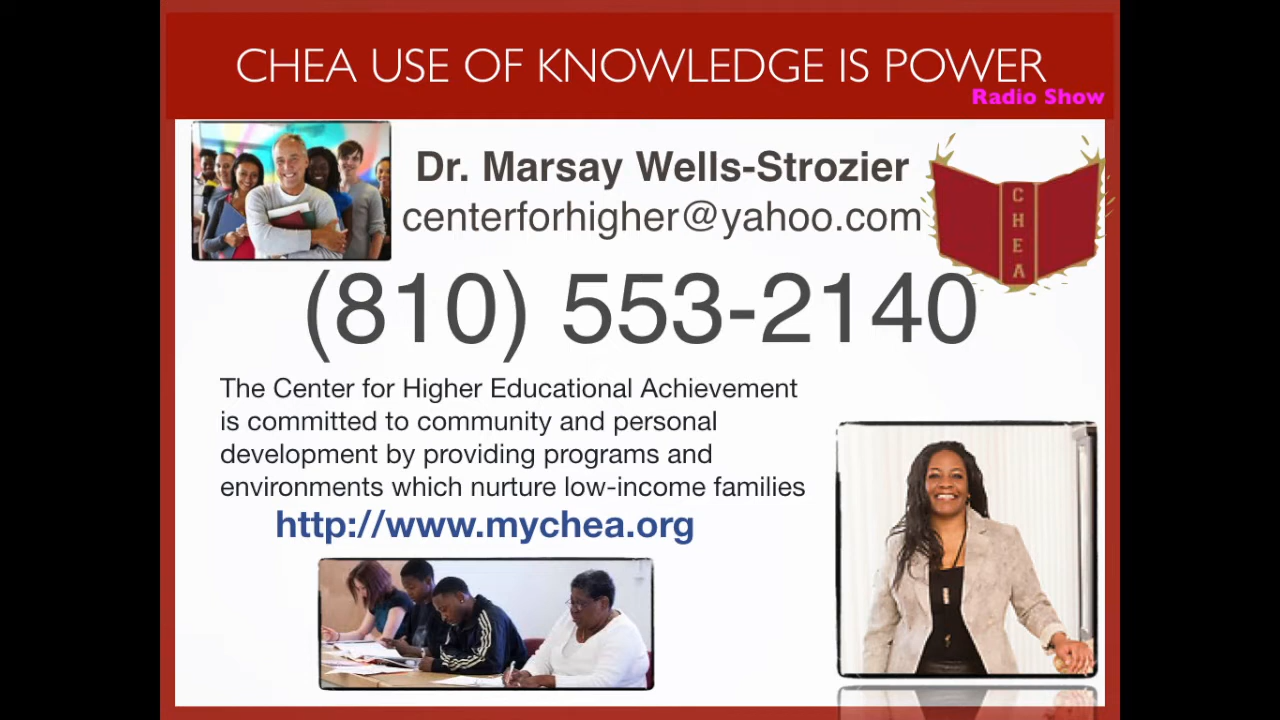 CHEA USE OF KNOWLEDGE IS POWER
Radio Show
Dr. Marsay Wells-Strozier
centerforhigher@yahoo.com
CHEA
(810) 553-2140
The Center for Higher Educational Achievement
is committed to community and personal
development by providing programs and
environments which nurture low-income families
http://www.mychea.org